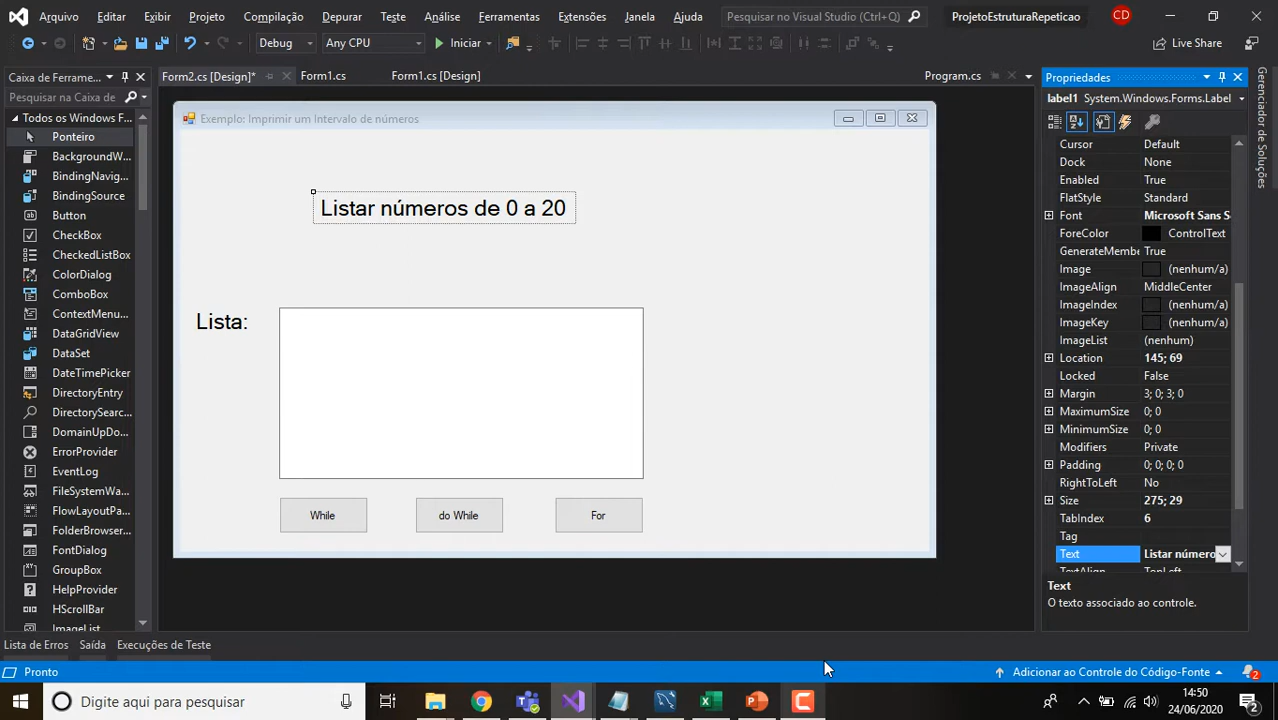 Arquivo Editar Exibir Projeto Compilação Depurar Teste Análise Ferramentas Extensões Janela Ajuda Pesquisar no Visual Studio (Ctrl+Q) ProjetoEstruturaRepeticao CD
Debug Any CPU Iniciar Live Share
Caixa de Ferrame...
Form2.cs [Design]* Form1.cs Form1.cs [Design] Program.cs
Propriedades
Pesquisar na Caixa de
label1 System.Windows.Forms.Label
Todos os Windows F...
Ponteiro
BackgroundW...
BindingNavig...
BindingSource
Button
CheckBox
CheckedListBox
ColorDialog
ComboBox
ContextMenu...
DataGridView
DataSet
DateTimePicker
DirectoryEntry
DirectorySearc...
DomainUpDo...
ErrorProvider
EventLog
FileSystemWa...
FlowLayoutPa...
FolderBrowser...
FontDialog
GroupBox
HelpProvider
HScrollBar
ImageList
Exemplo: Imprimir um Intervalo de números
Listar números de 0 a 20
Lista:
While do While For
Cursor Default
Dock None
Enabled True
FlatStyle Standard
Font Microsoft Sans S
ForeColor ControlText
GenerateMembe True
Image (nenhum/a)
ImageAlign MiddleCenter
ImageIndex (nenhum/a)
ImageKey (nenhum/a)
ImageList (nenhum)
Location 145; 69
Locked False
Margin 3; 0; 3; 0
MaximumSize 0; 0
MinimumSize 0; 0
Modifiers Private
Padding 0; 0; 0; 0
RightToLeft No
Size 275; 29
TabIndex 6
Tag
Text Listar número
TextAlign TopLeft
Text
O texto associado ao controle.
Gerenciador de Soluções
Lista de Erros Saída Execuções de Teste
Pronto Adicionar ao Controle do Código-Fonte 2
Digite aqui para pesquisar
14:50
24/06/2020
2